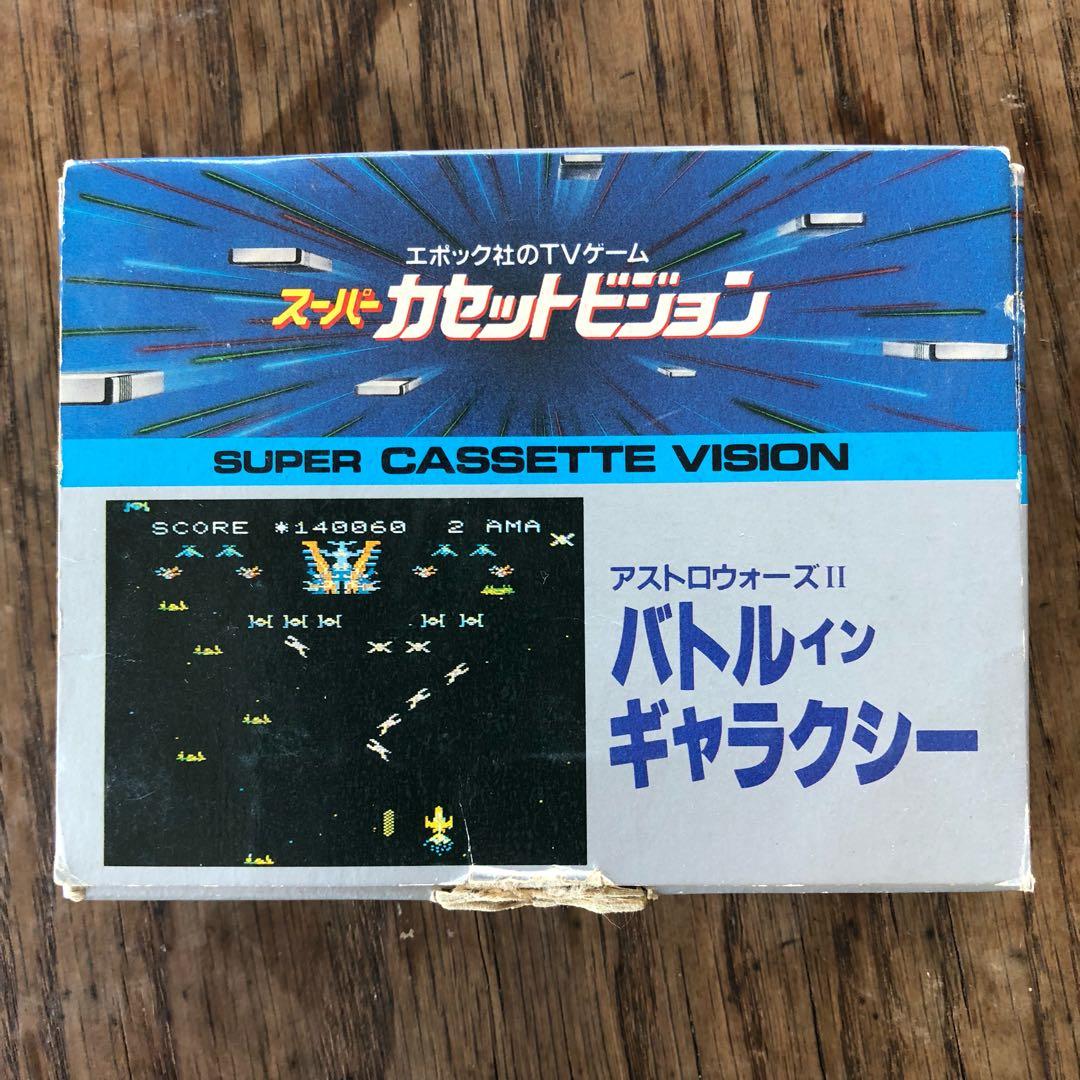 エポック社のTVゲーム
スーパーカセットビジョン
SUPER CASSETTE VISION
SCORE *140060 2 AMA
アストロウォーズII
バトルイン
ギャラクシー